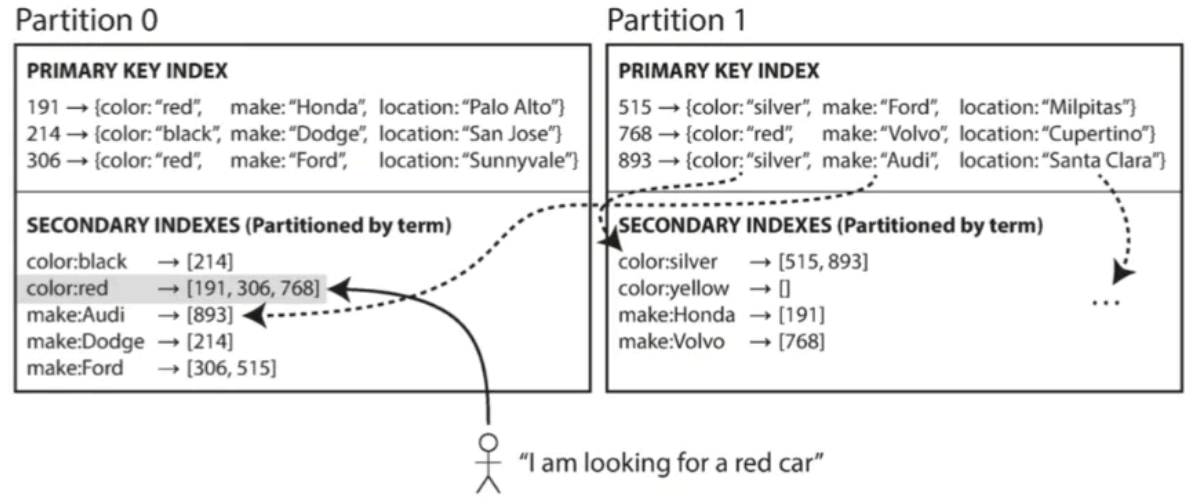 Partition 0
PRIMARY KEY INDEX
191 → {color: “red”, make: “Honda”, location: “Palo Alto”}
214 → {color: “black”, make: “Dodge”, location: “San Jose”}
306 → {color: “red”, make: “Ford”, location: “Sunnyvale”}
SECONDARY INDEXES (Partitioned by term)
color:black → [214]
color:red → [191, 306, 768]
make:Audi → [893]
make:Dodge → [214]
make:Ford → [306, 515]
Partition 1
PRIMARY KEY INDEX
515 → {color: “silver”, make: “Ford”, location: “Milpitas”}
768 → {color: “red”, make: “Volvo”, location: “Cupertino”}
893 → {color: “silver”, make: “Audi”, location: “Santa Clara”}
SECONDARY INDEXES (Partitioned by term)
color:silver → [515, 893]
color:yellow → []
make:Honda → [191]
make:Volvo → [768]
...
“I am looking for a red car”